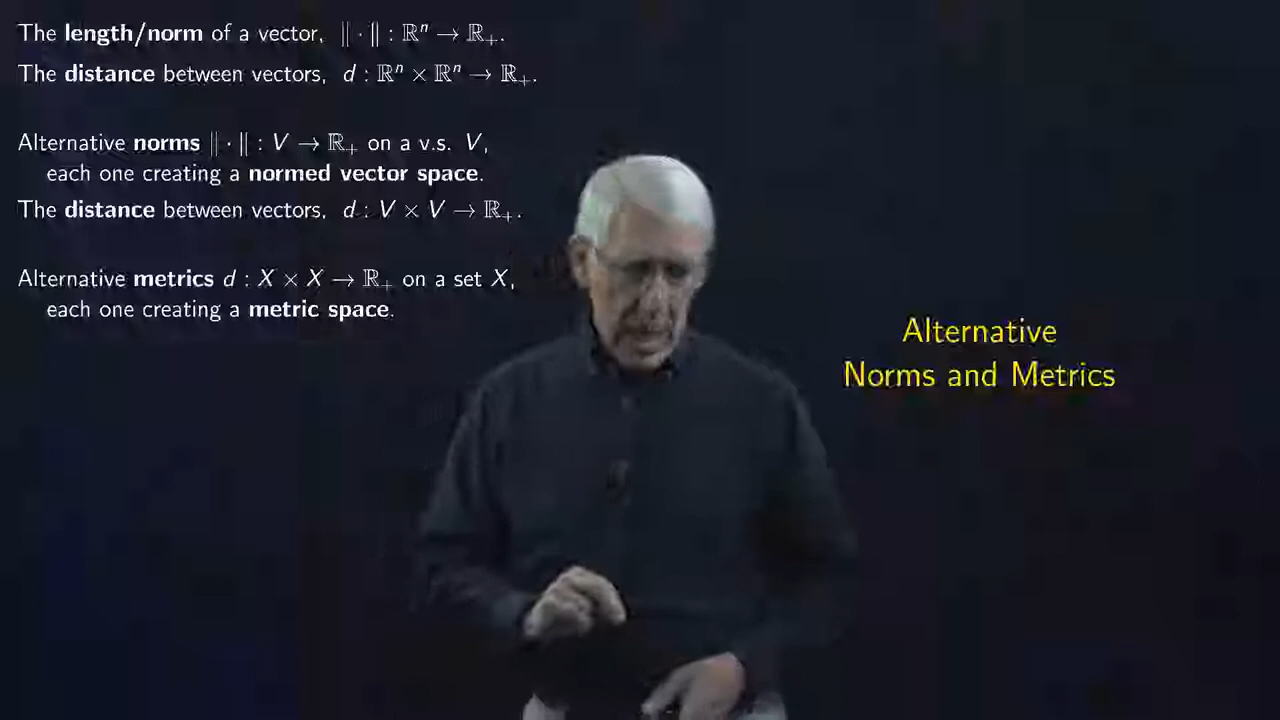 The length/norm of a vector, ‖ · ‖ : ℝⁿ → ℝ₊.
The distance between vectors, d : ℝⁿ × ℝⁿ → ℝ₊.
Alternative norms ‖ · ‖ : V → ℝ₊ on a v.s. V,
each one creating a normed vector space.
The distance between vectors, d : V × V → ℝ₊.
Alternative metrics d : X × X → ℝ₊ on a set X,
each one creating a metric space.
Alternative
Norms and Metrics